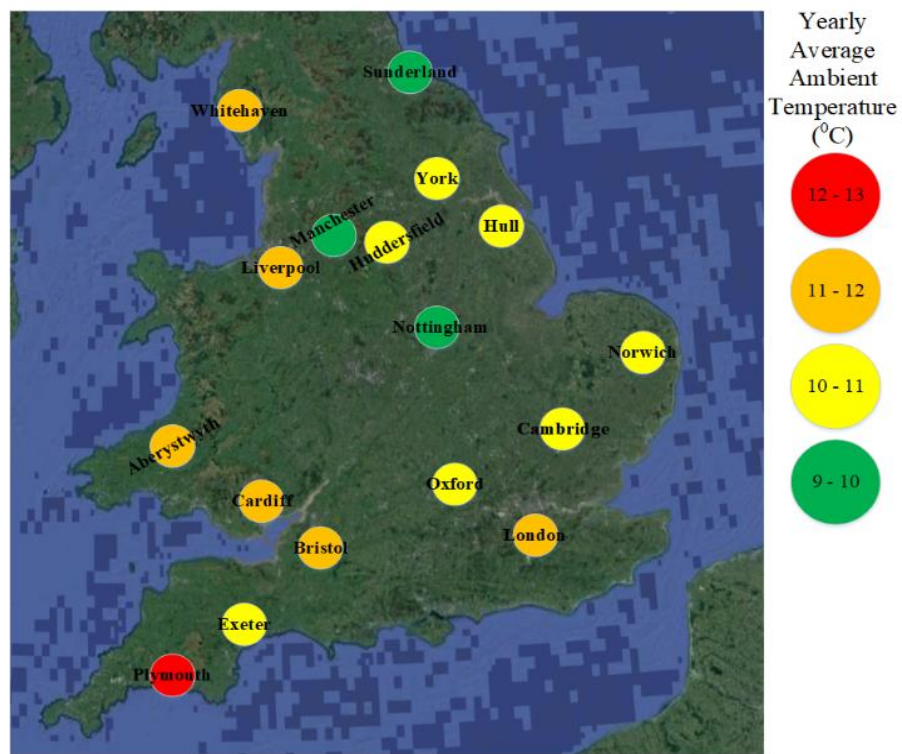 Yearly
Average
Ambient
Temperature
(⁰C)
12 - 13
11 - 12
10 - 11
9 - 10
Sunderland
Whitehaven
York
Manchester
Huddersfield
Hull
Liverpool
Nottingham
Norwich
Aberystwyth
Cambridge
Oxford
Cardiff
Bristol
London
Exeter
Plymouth